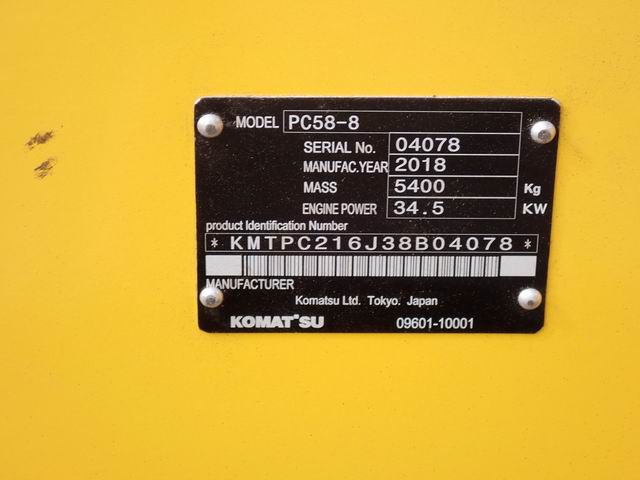 MODEL PC58-8
SERIAL No. 04078
MANUFAC.YEAR 2018
MASS 5400 Kg
ENGINE POWER 34.5 KW
product Identification Number
* KMTPC216J38B04078 *
MANUFACTURER
Komatsu Ltd. Tokyo. Japan
KOMATSU 09601-10001